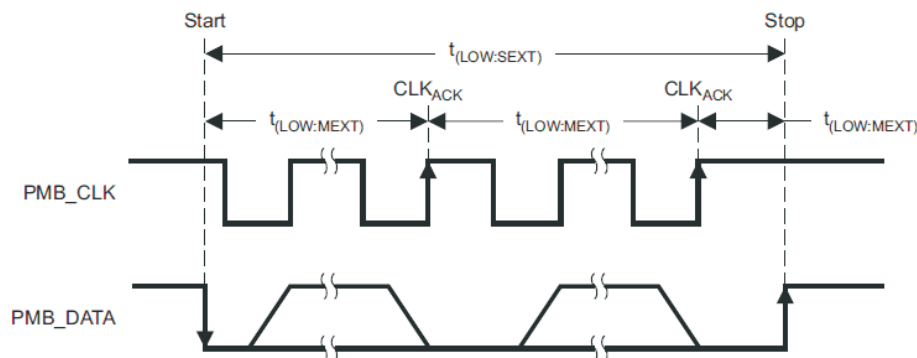 Start Stop
t(LOW:SEXT)
CLKACK CLKACK
t(LOW:MEXT) t(LOW:MEXT) t(LOW:MEXT)
PMB_CLK
PMB_DATA